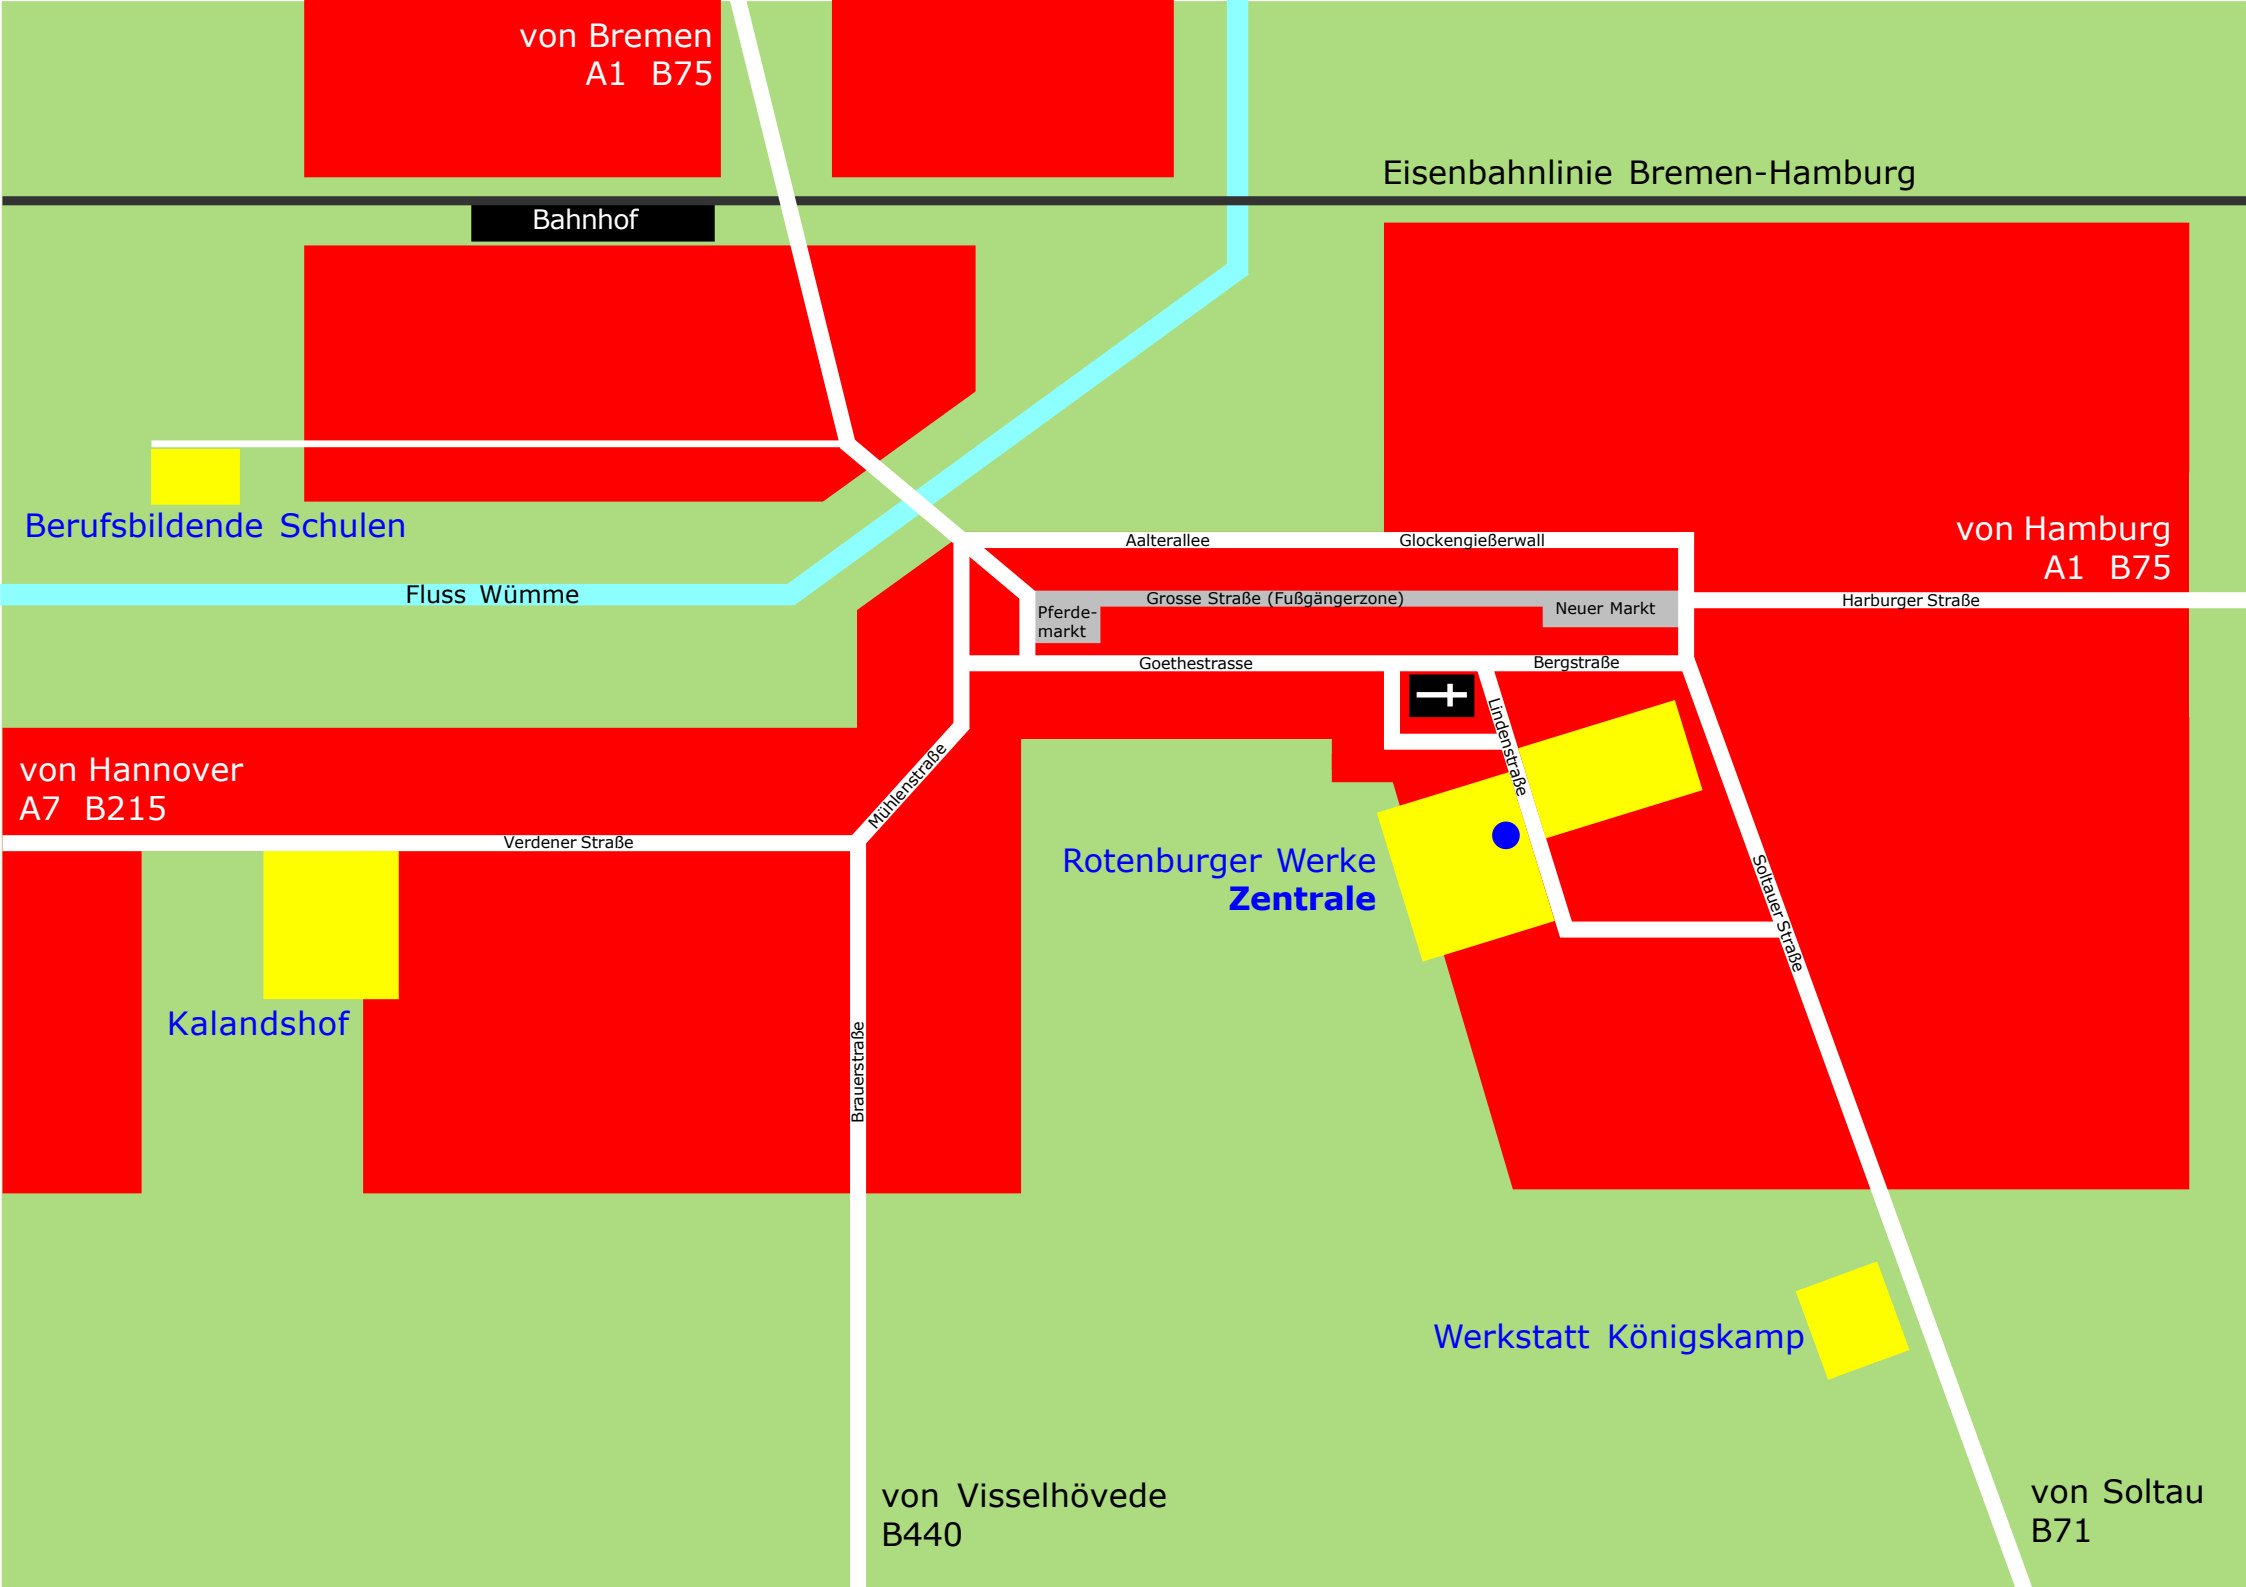 von Bremen
A1 B75
Eisenbahnlinie Bremen-Hamburg
Bahnhof
Berufsbildende Schulen
von Hamburg
A1 B75
Aalterallee
Glockengießerwall
Fluss Wümme
Grosse Straße (Fußgängerzone)
Pferde-
markt
Neuer Markt
Harburger Straße
Goethestrasse
Bergstraße
Lindenstraße
von Hannover
A7 B215
Mühlenstraße
Verdener Straße
Rotenburger Werke
Zentrale
Soltauer Straße
Kalandshof
Brauerstraße
Werkstatt Königskamp
von Visselhövede
B440
von Soltau
B71